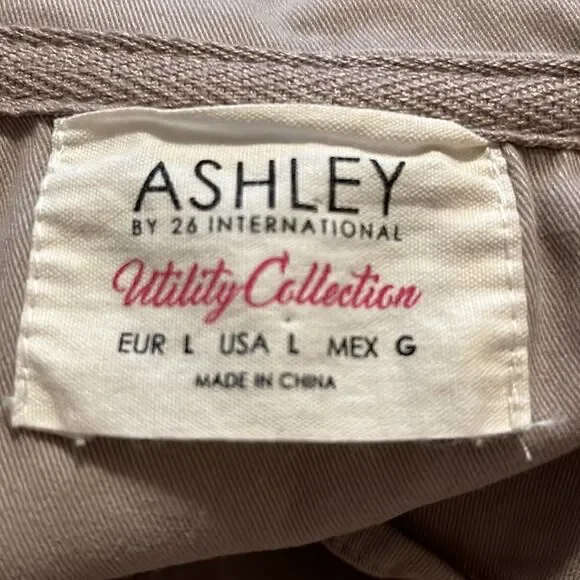 ASHLEY
BY 26 INTERNATIONAL
Utility Collection
EUR L USA L MEX G
MADE IN CHINA